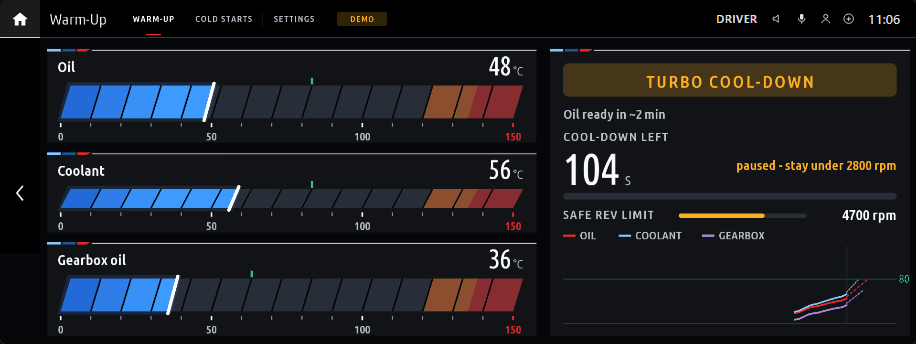 Warm-Up WARM-UP COLD STARTS SETTINGS DEMO DRIVER 11:06
Oil 48 °C
0 50 100 150
Coolant 56 °C
0 50 100 150
Gearbox oil 36 °C
0 50 100 150
TURBO COOL-DOWN
Oil ready in ~2 min
COOL-DOWN LEFT
104 s paused - stay under 2800 rpm
SAFE REV LIMIT 4700 rpm
OIL COOLANT GEARBOX
80